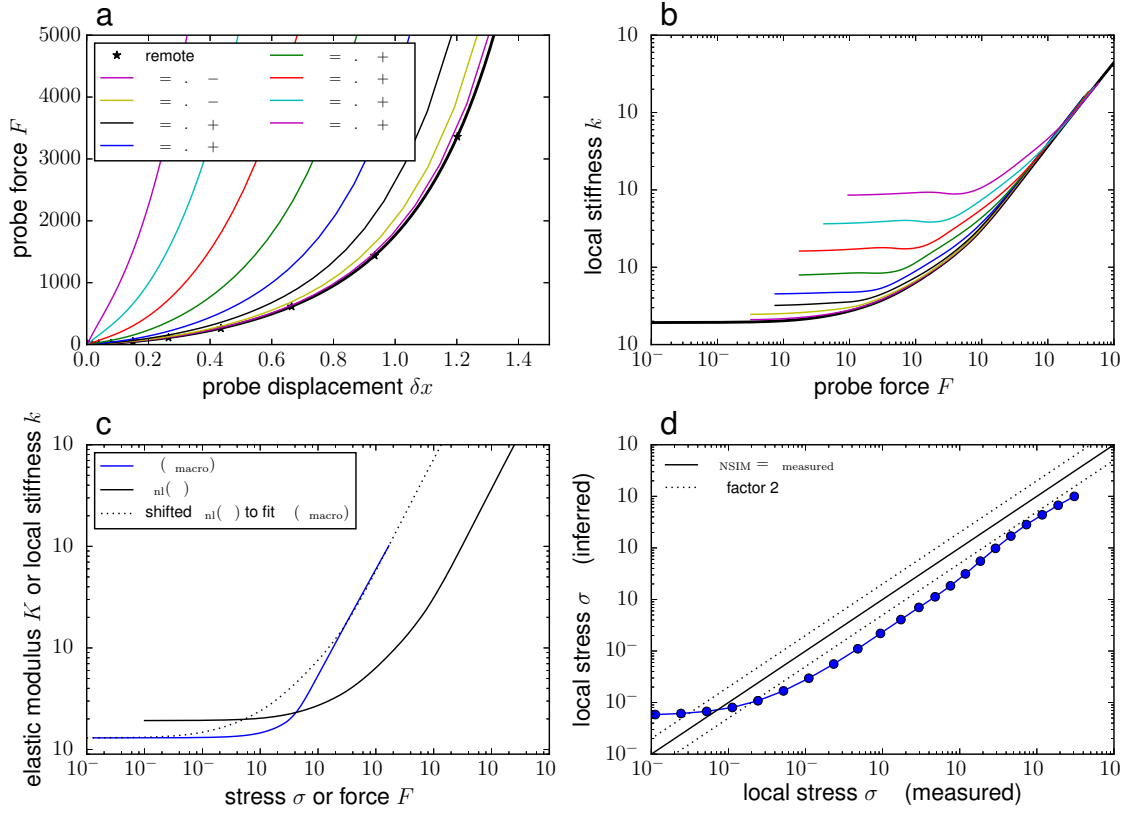 a
5000
4000
3000
2000
1000
0
probe force F
0.0 0.2 0.4 0.6 0.8 1.0 1.2 1.4
probe displacement δx
remote
= . −
= . −
= . +
= . +
= . +
= . +
= . +
= . +
b
10
10
10
10
10
local stiffness k
10⁻ 10⁻ 10⁻ 10 10 10 10 10
probe force F
c
10
10
10
10
elastic modulus K or local stiffness k
( macro)
nl( )
shifted nl( ) to fit ( macro)
10⁻ 10⁻ 10⁻ 10 10 10 10 10 10
stress σ or force F
d
10
10
10
10
10⁻
10⁻
10⁻
local stress σ (inferred)
NSIM = measured
factor 2
10⁻ 10⁻ 10⁻ 10 10 10 10
local stress σ (measured)